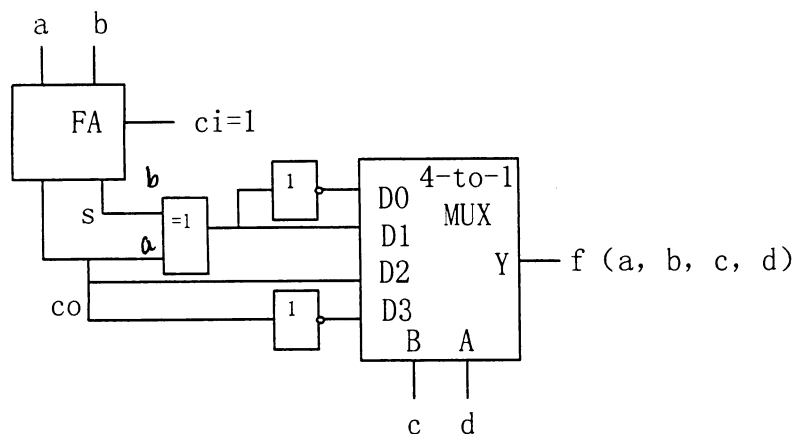 a b
FA ci=1
b
s =1
a
co
1
1
4-to-1
MUX
D0
D1
D2
D3
Y
B A
f (a, b, c, d)
c d